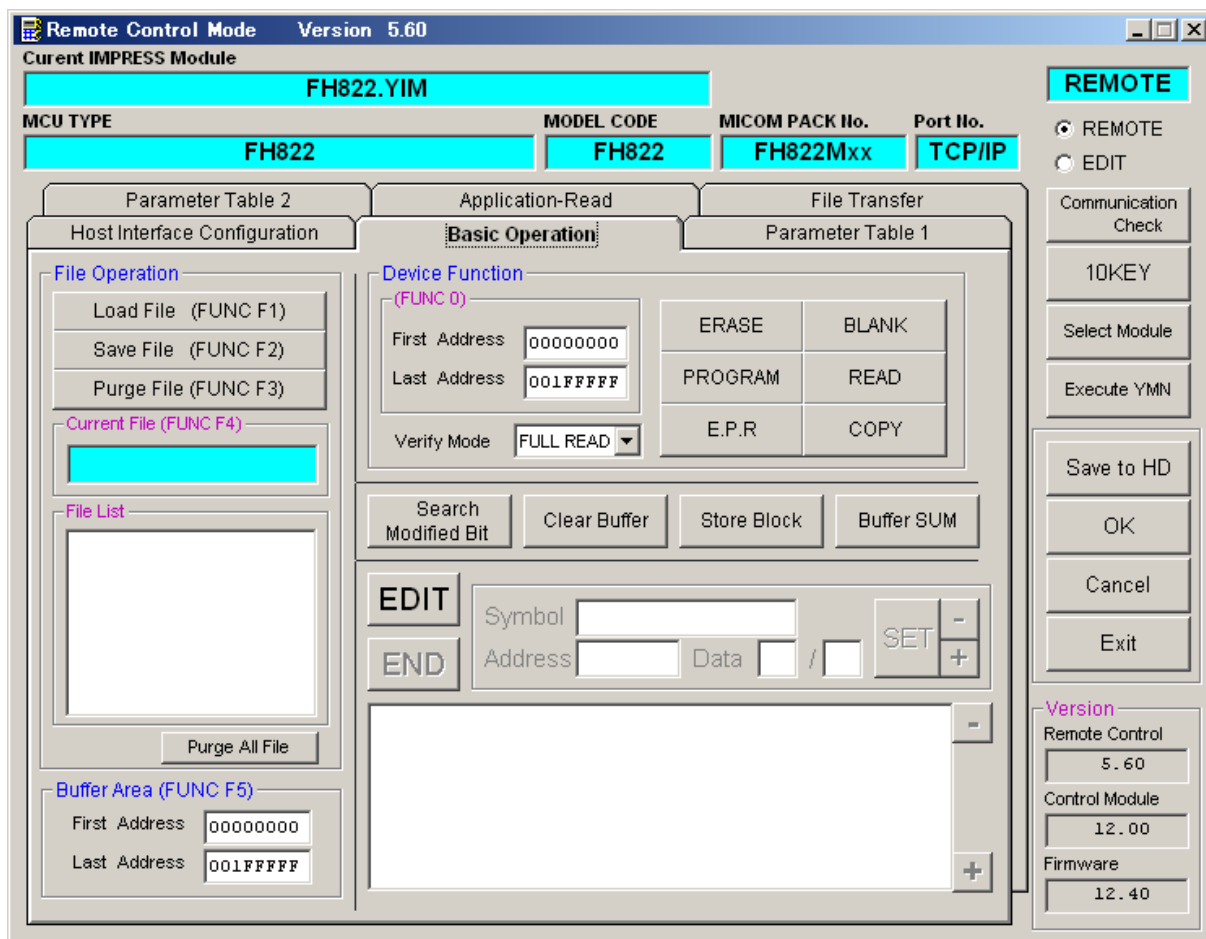 Remote Control Mode Version 5.60
Curent IMPRESS Module
FH822.YIM
REMOTE
MCU TYPE MODEL CODE MICOM PACK No. Port No.
FH822 FH822 FH822Mxx TCP/IP
REMOTE
EDIT
Parameter Table 2 Application-Read File Transfer
Host Interface Configuration Basic Operation Parameter Table 1
File Operation
Load File (FUNC F1)
Save File (FUNC F2)
Purge File (FUNC F3)
Current File (FUNC F4)
File List
Purge All File
Buffer Area (FUNC F5)
First Address 00000000
Last Address 001FFFFF
Device Function
(FUNC 0)
First Address 00000000
Last Address 001FFFFF
Verify Mode FULL READ
ERASE BLANK
PROGRAM READ
E.P.R COPY
Search
Modified Bit
Clear Buffer
Store Block
Buffer SUM
EDIT
END
Symbol
Address Data /
SET
-
+
-
+
Communication
Check
10KEY
Select Module
Execute YMN
Save to HD
OK
Cancel
Exit
Version
Remote Control
5.60
Control Module
12.00
Firmware
12.40